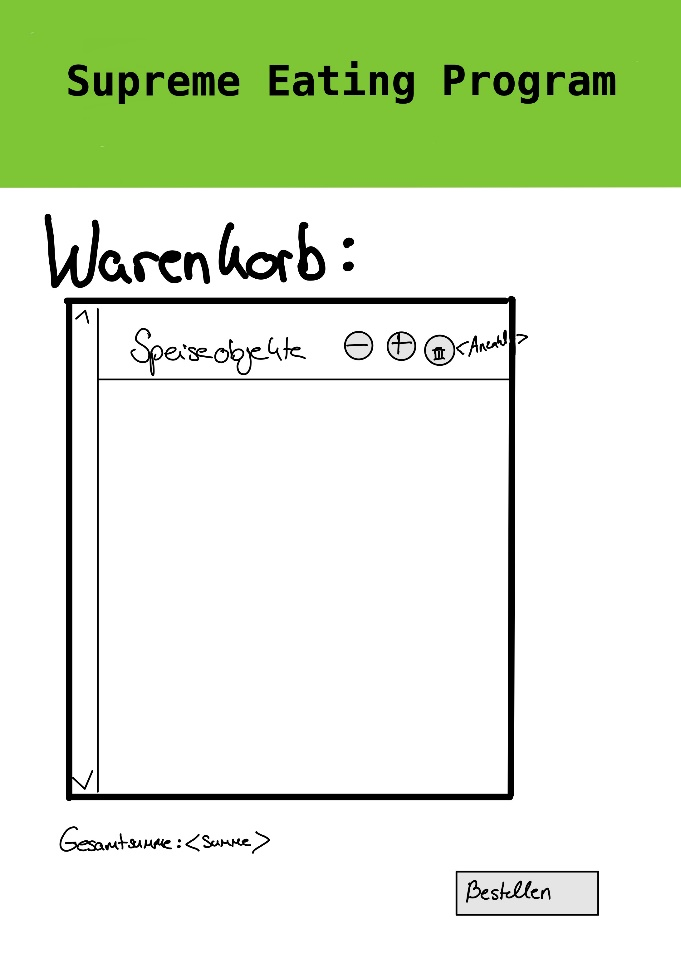 Supreme Eating Program
Warenkorb:
Speiseobjekte <Anzahl>
Gesamtsumme: <Summe>
Bestellen